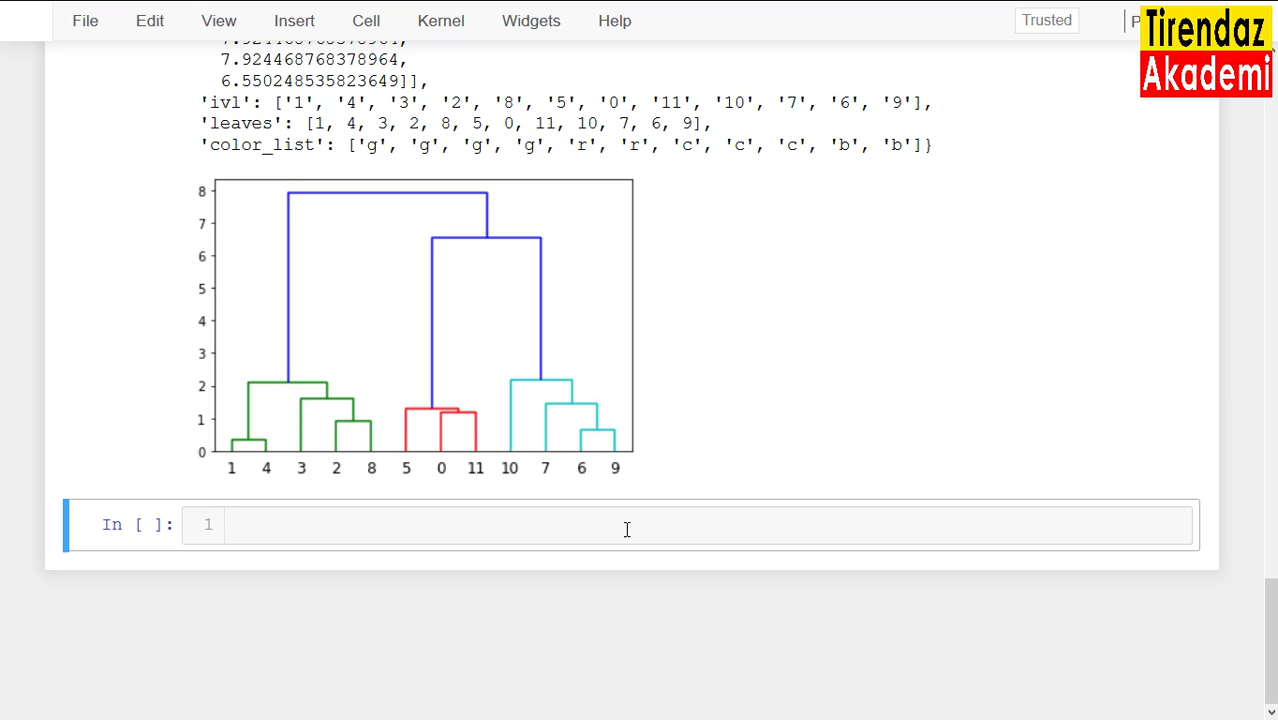 File Edit View Insert Cell Kernel Widgets Help Trusted P
Tirendaz
Akademi
7.924468768378964,
7.924468768378964,
6.550248535823649]],
'ivl': ['1', '4', '3', '2', '8', '5', '0', '11', '10', '7', '6', '9'],
'leaves': [1, 4, 3, 2, 8, 5, 0, 11, 10, 7, 6, 9],
'color_list': ['g', 'g', 'g', 'g', 'r', 'r', 'c', 'c', 'c', 'b', 'b']}
8
7
6
5
4
3
2
1
0
1 4 3 2 8 5 0 11 10 7 6 9
In [ ]: 1